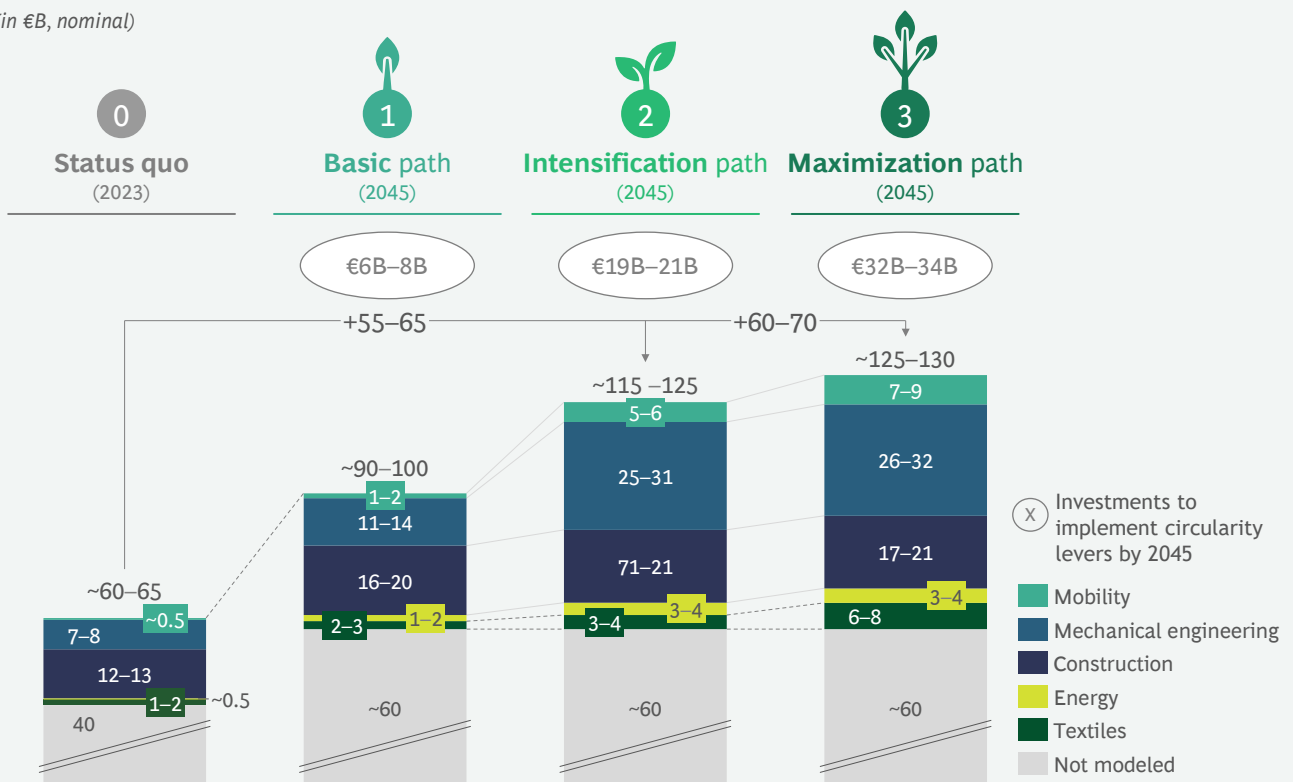 in €B, nominal)
0
1
2
3
Status quo
(2023)
Basic path
(2045)
Intensification path
(2045)
Maximization path
(2045)
€6B–8B
€19B–21B
€32B–34B
+55–65
+60–70
~60–65
~0.5
7–8
12–13
1–2
~0.5
40
~90–100
1–2
11–14
16–20
1–2
2–3
~60
~115 –125
5–6
25–31
71–21
3–4
3–4
~60
~125–130
7–9
26–32
17–21
3–4
6–8
~60
X
Investments to
implement circularity
levers by 2045
Mobility
Mechanical engineering
Construction
Energy
Textiles
Not modeled